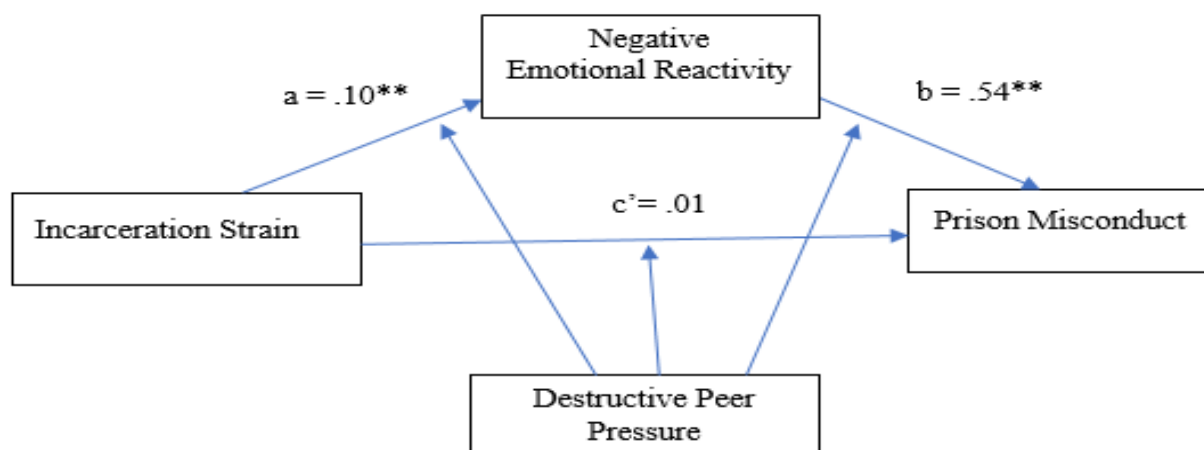 Negative
Emotional Reactivity
a = .10**
b = .54**
Incarceration Strain
c’= .01
Prison Misconduct
Destructive Peer
Pressure